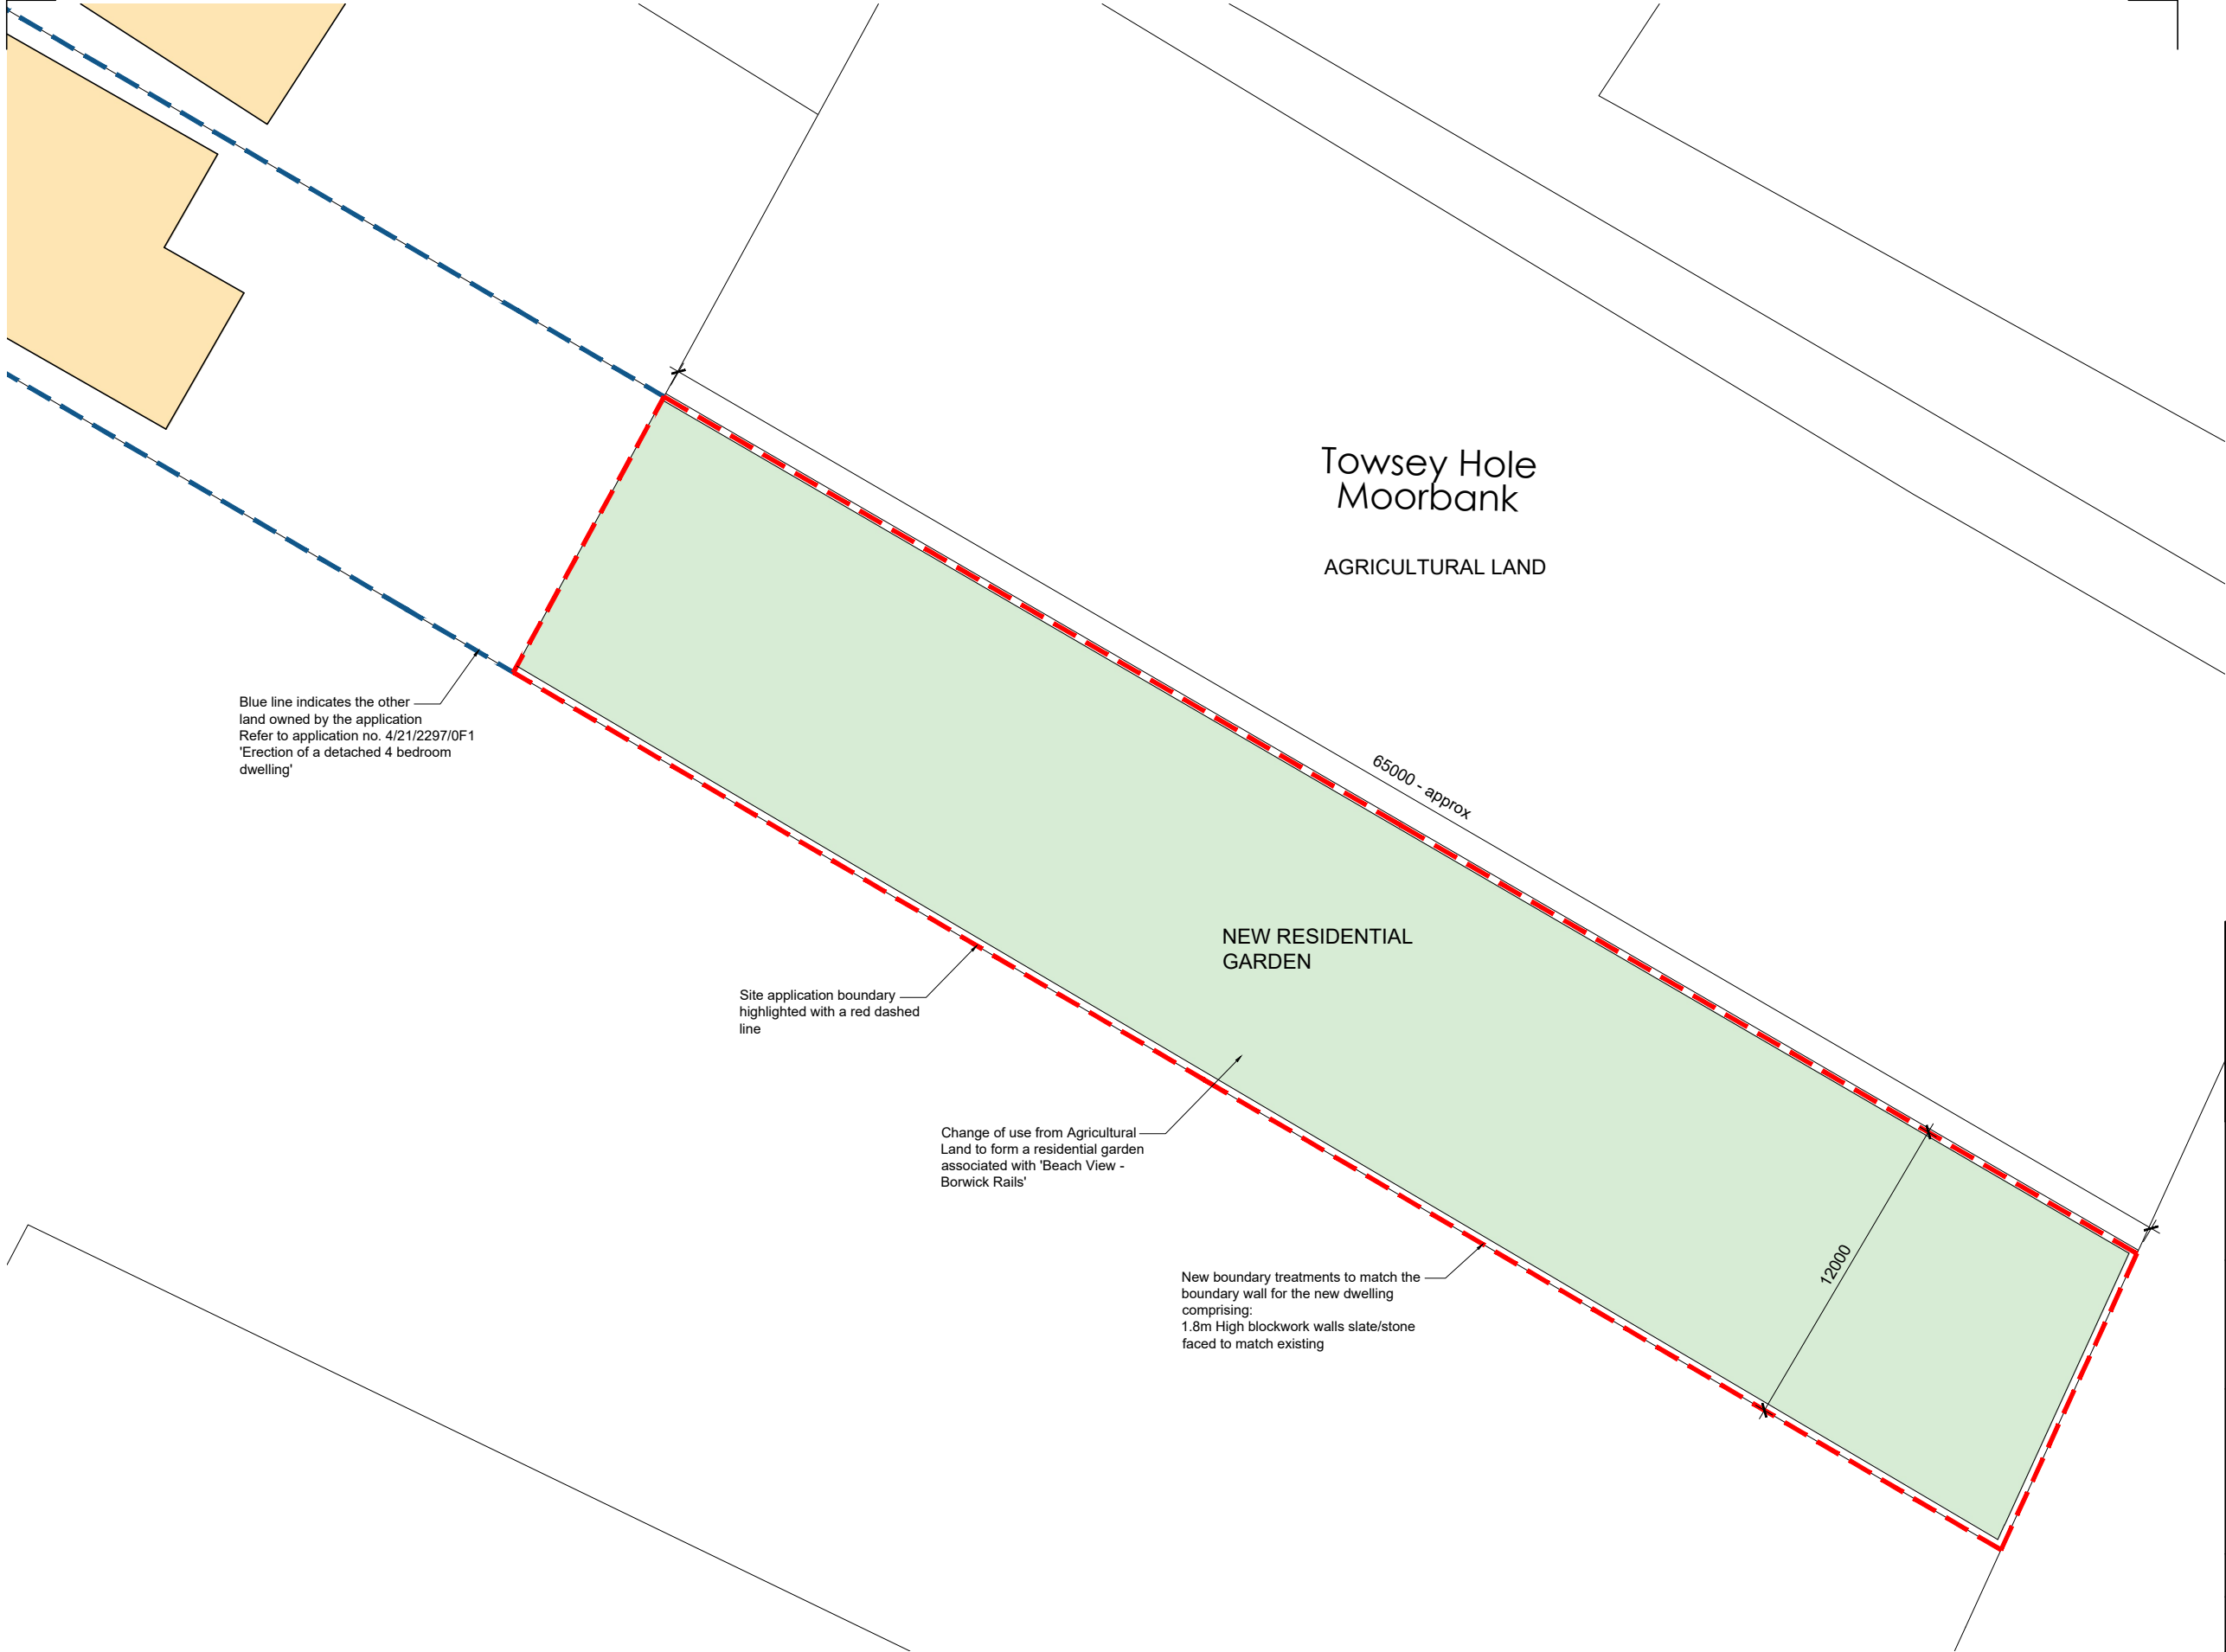 Towsey Hole
Moorbank
AGRICULTURAL LAND
Blue line indicates the other
land owned by the application
Refer to application no. 4/21/2297/0F1
'Erection of a detached 4 bedroom
dwelling'
65000 - approx
NEW RESIDENTIAL
GARDEN
Site application boundary
highlighted with a red dashed
line
Change of use from Agricultural
Land to form a residential garden
associated with 'Beach View -
Borwick Rails'
12000
New boundary treatments to match the
boundary wall for the new dwelling
comprising:
1.8m High blockwork walls slate/stone
faced to match existing